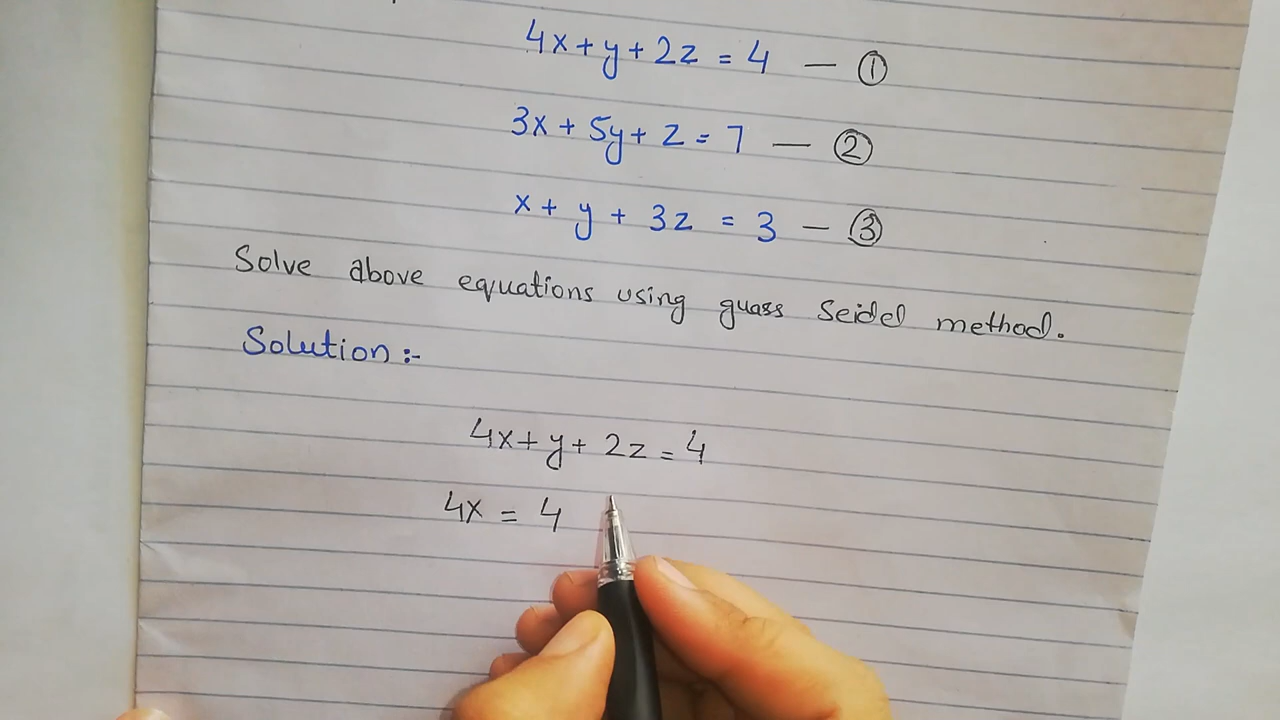 4x + y + 2z = 4 — ①
3x + 5y + z = 7 — ②
x + y + 3z = 3 — ③
Solve above equations using guass Seidel method.
Solution :-
4x + y + 2z = 4
4x = 4